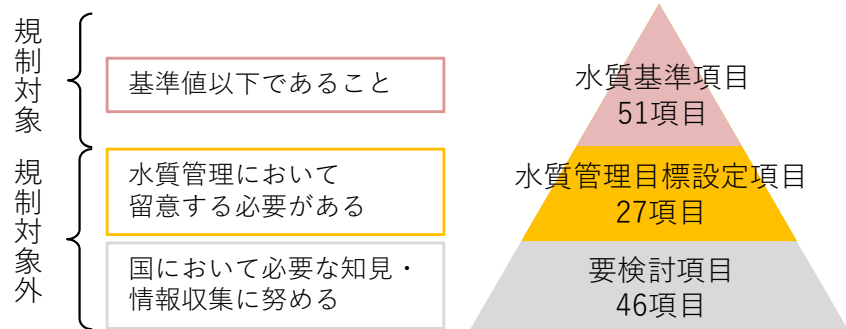 規制対象
基準値以下であること
水質基準項目
51項目
規制対象外
水質管理において
留意する必要がある
水質管理目標設定項目
27項目
国において必要な知見・
情報収集に努める
要検討項目
46項目